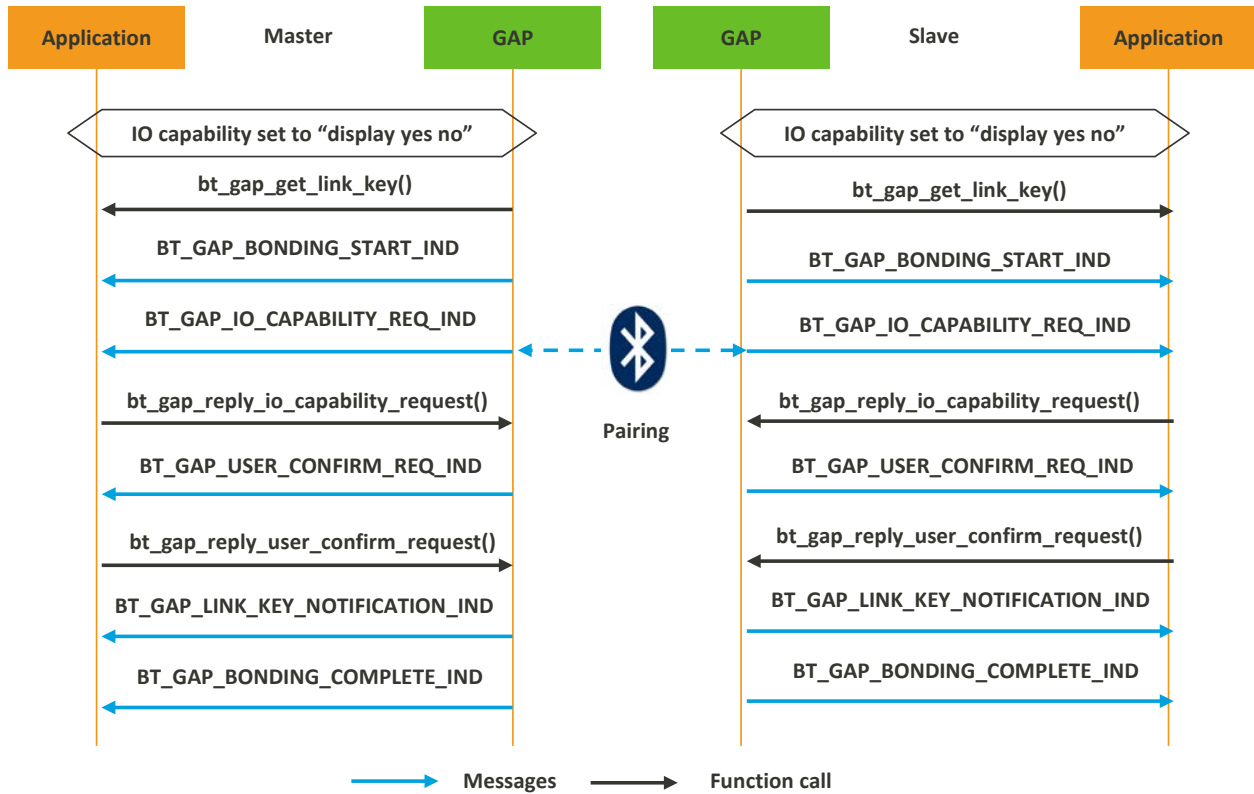 Application Master GAP GAP Slave Application
IO capability set to “display yes no” IO capability set to “display yes no”
bt_gap_get_link_key() bt_gap_get_link_key()
BT_GAP_BONDING_START_IND BT_GAP_BONDING_START_IND
BT_GAP_IO_CAPABILITY_REQ_IND BT_GAP_IO_CAPABILITY_REQ_IND
bt_gap_reply_io_capability_request() bt_gap_reply_io_capability_request()
Pairing
BT_GAP_USER_CONFIRM_REQ_IND BT_GAP_USER_CONFIRM_REQ_IND
bt_gap_reply_user_confirm_request() bt_gap_reply_user_confirm_request()
BT_GAP_LINK_KEY_NOTIFICATION_IND BT_GAP_LINK_KEY_NOTIFICATION_IND
BT_GAP_BONDING_COMPLETE_IND BT_GAP_BONDING_COMPLETE_IND
Messages Function call